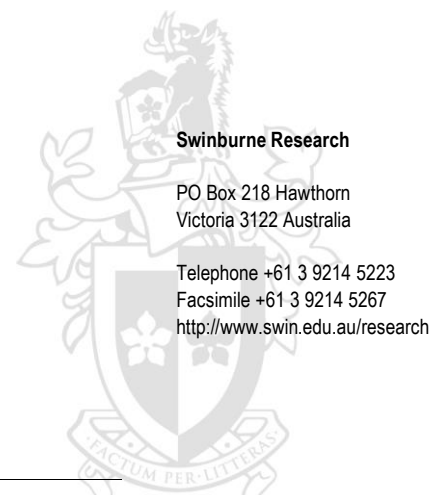 Swinburne Research
PO Box 218 Hawthorn
Victoria 3122 Australia
Telephone +61 3 9214 5223
Facsimile +61 3 9214 5267
http://www.swin.edu.au/research
FACTUM PER·LITTERAS